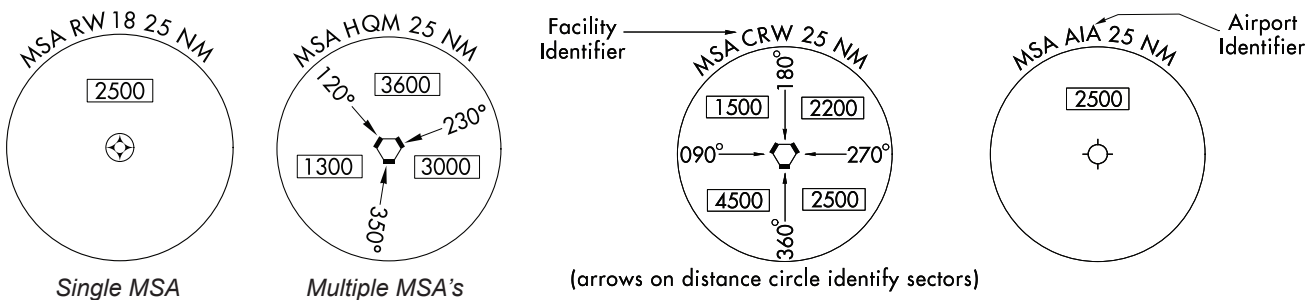 MSA RW18 25 NM
2500
Single MSA
MSA HQM 25 NM
120°
3600
230°
1300
3000
350°
Multiple MSA's
Facility
Identifier
MSA CRW 25 NM
180°
1500
2200
090°
270°
4500
2500
360°
(arrows on distance circle identify sectors)
Airport
Identifier
MSA AIA 25 NM
2500